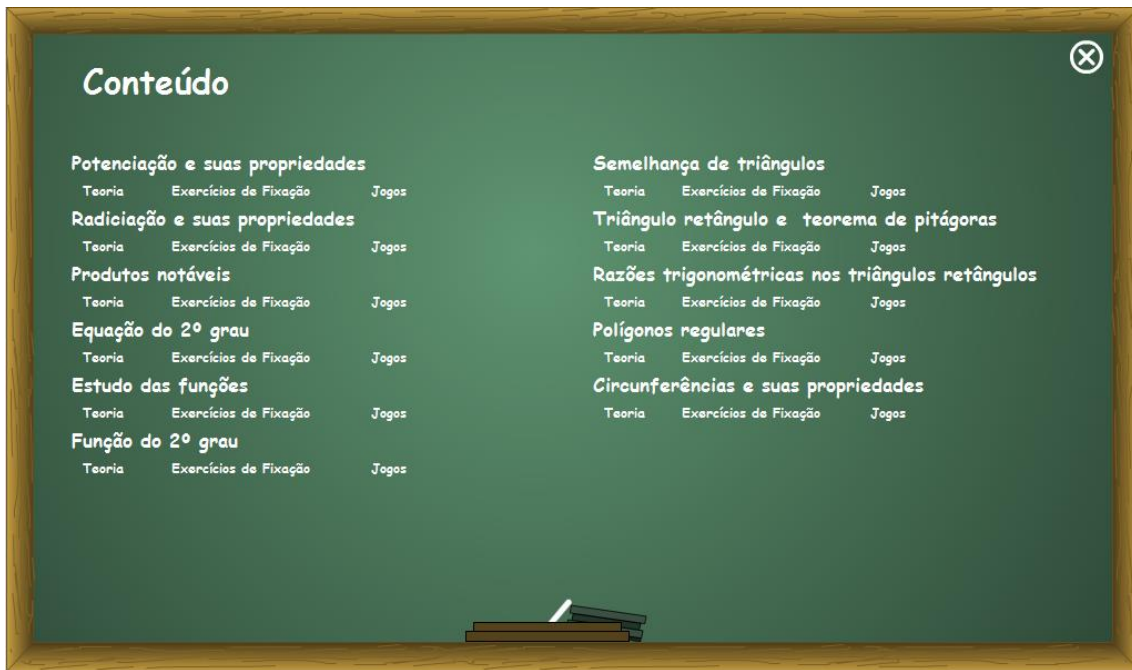 Conteúdo
Potenciação e suas propriedades
Teoria Exercícios de Fixação Jogos
Radiciação e suas propriedades
Teoria Exercícios de Fixação Jogos
Produtos notáveis
Teoria Exercícios de Fixação Jogos
Equação do 2º grau
Teoria Exercícios de Fixação Jogos
Estudo das funções
Teoria Exercícios de Fixação Jogos
Função do 2º grau
Teoria Exercícios de Fixação Jogos
Semelhança de triângulos
Teoria Exercícios de Fixação Jogos
Triângulo retângulo e teorema de pitágoras
Teoria Exercícios de Fixação Jogos
Razões trigonométricas nos triângulos retângulos
Teoria Exercícios de Fixação Jogos
Polígonos regulares
Teoria Exercícios de Fixação Jogos
Circunferências e suas propriedades
Teoria Exercícios de Fixação Jogos